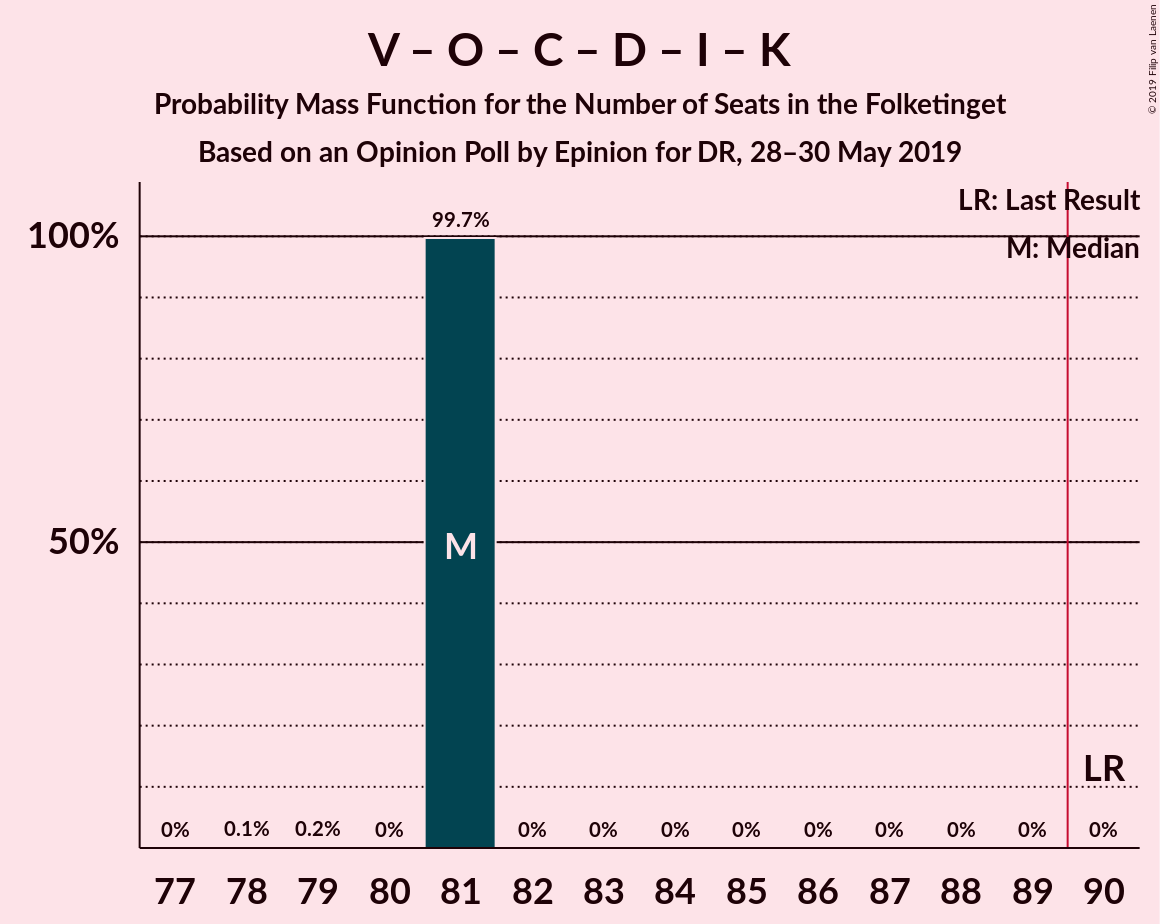 V – O – C – D – I – K
Probability Mass Function for the Number of Seats in the Folketinget
Based on an Opinion Poll by Epinion for DR, 28–30 May 2019
© 2019 Filip van Laenen
LR: Last Result
M: Median
99.7%
100%
50%
M
LR
0% 0.1% 0.2% 0% 0% 0% 0% 0% 0% 0% 0% 0% 0%
77 78 79 80 81 82 83 84 85 86 87 88 89 90